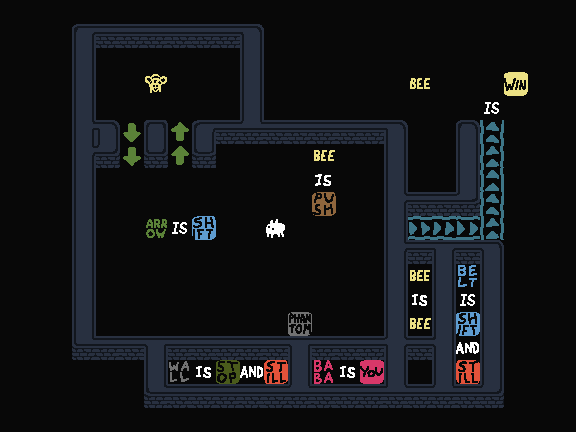 BEE
WIN
IS
BEE
IS
PUSH
ARROW IS SHIFT
BEE
IS
BEE
BELT
IS
SHIFT
AND
STILL
PHANTOM
WALL IS STOP AND STILL
BABA IS YOU